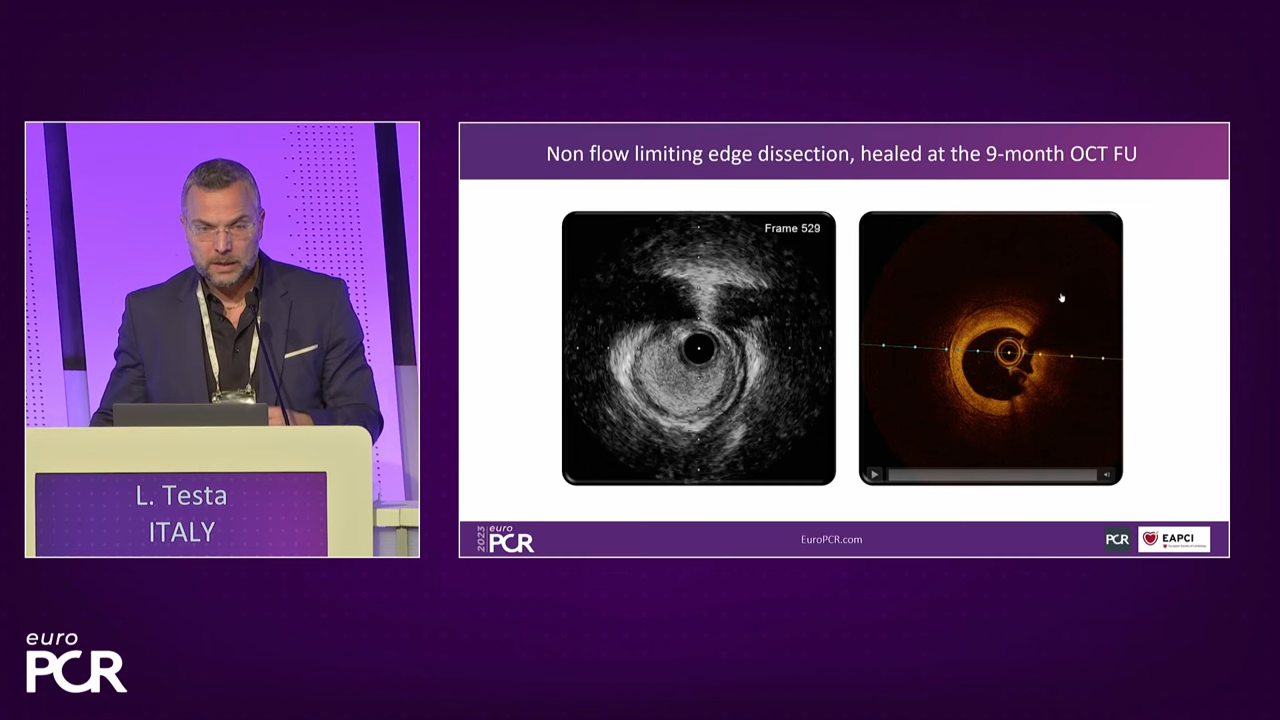 Non flow limiting edge dissection, healed at the 9-month OCT FU
Frame 529
L. Testa
ITALY
2023 euro
PCR
EuroPCR.com
PCR
EAPCI
euro
PCR